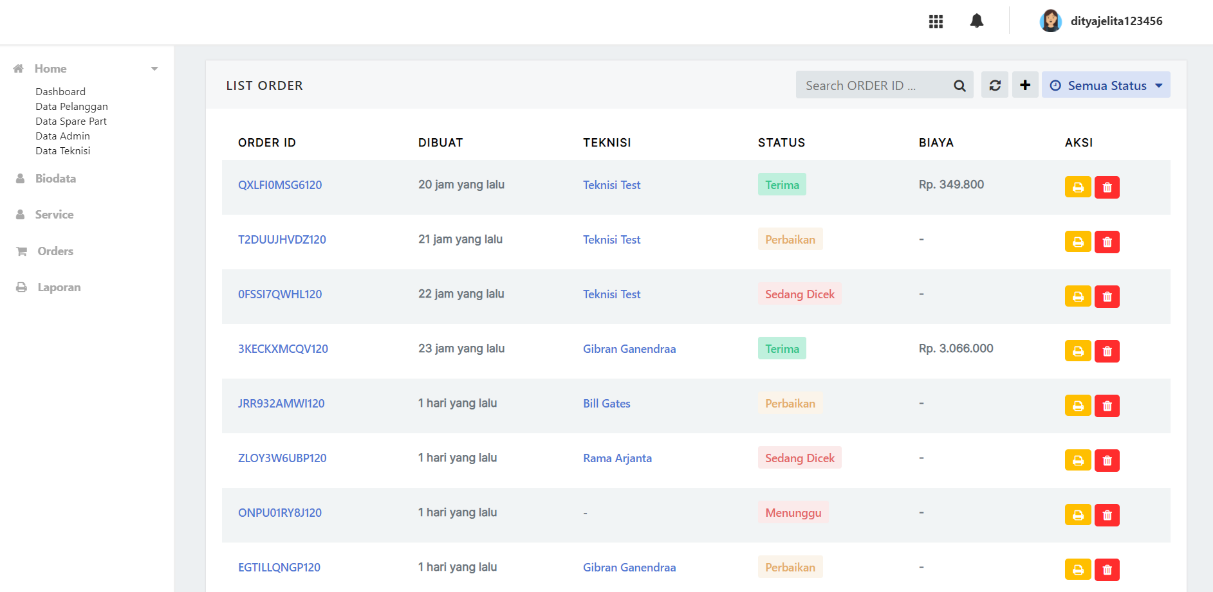 dityajelita123456
Home
Dashboard
Data Pelanggan
Data Spare Part
Data Admin
Data Teknisi
Biodata
Service
Orders
Laporan
LIST ORDER
Search ORDER ID ...
Semua Status
ORDER ID DIBUAT TEKNISI STATUS BIAYA AKSI
QXLFI0MSG6120 20 jam yang lalu Teknisi Test Terima Rp. 349.800
T2DUUJHVDZ120 21 jam yang lalu Teknisi Test Perbaikan -
0FSSI7QWHL120 22 jam yang lalu Teknisi Test Sedang Dicek -
3KECKXMCQV120 23 jam yang lalu Gibran Ganendraa Terima Rp. 3.066.000
JRR932AMWI120 1 hari yang lalu Bill Gates Perbaikan -
ZLOY3W6UBP120 1 hari yang lalu Rama Arjanta Sedang Dicek -
ONPU01RY8J120 1 hari yang lalu - Menunggu -
EGTILLQNGP120 1 hari yang lalu Gibran Ganendraa Perbaikan -